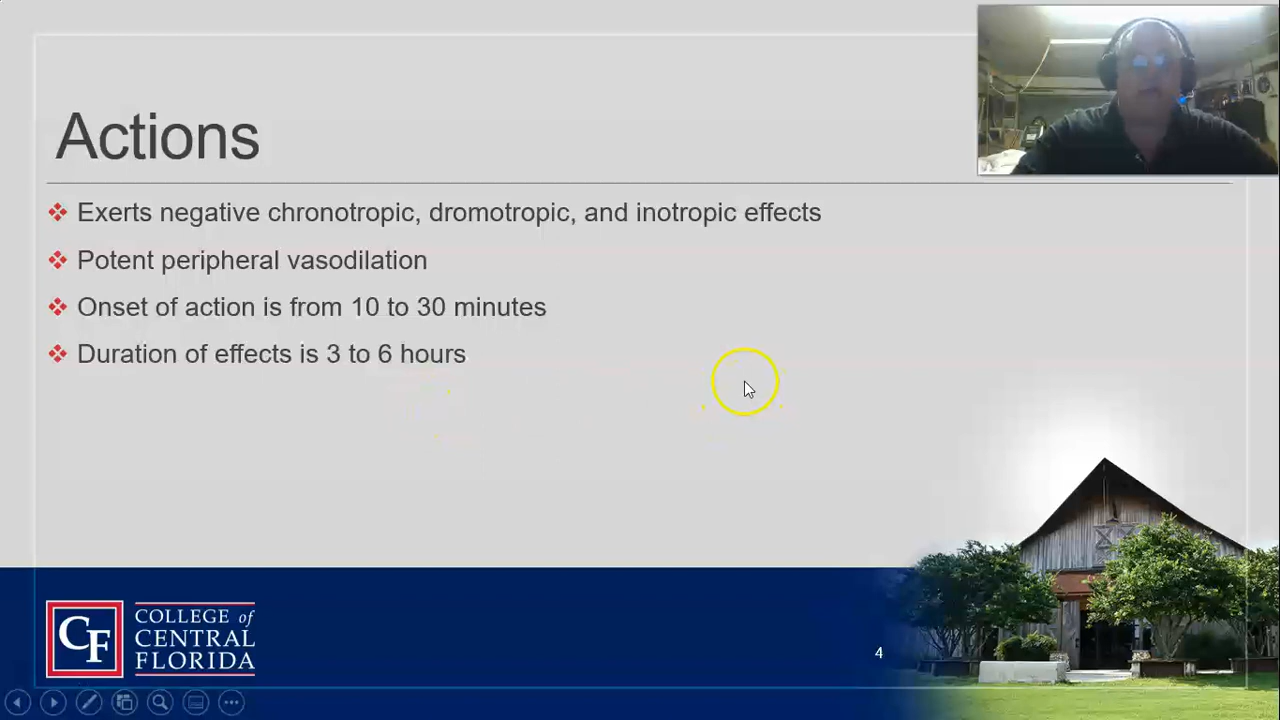 Actions
Exerts negative chronotropic, dromotropic, and inotropic effects
Potent peripheral vasodilation
Onset of action is from 10 to 30 minutes
Duration of effects is 3 to 6 hours
CF
COLLEGE of
CENTRAL
FLORIDA
4